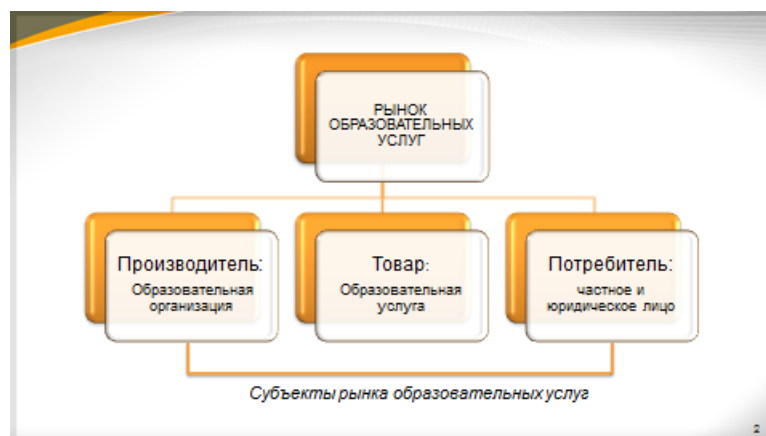 РЫНОК
ОБРАЗОВАТЕЛЬНЫХ
УСЛУГ
Производитель:
Образовательная
организация
Товар:
Образовательная
услуга
Потребитель:
частное и
юридическое лицо
Субъекты рынка образовательных услуг
2